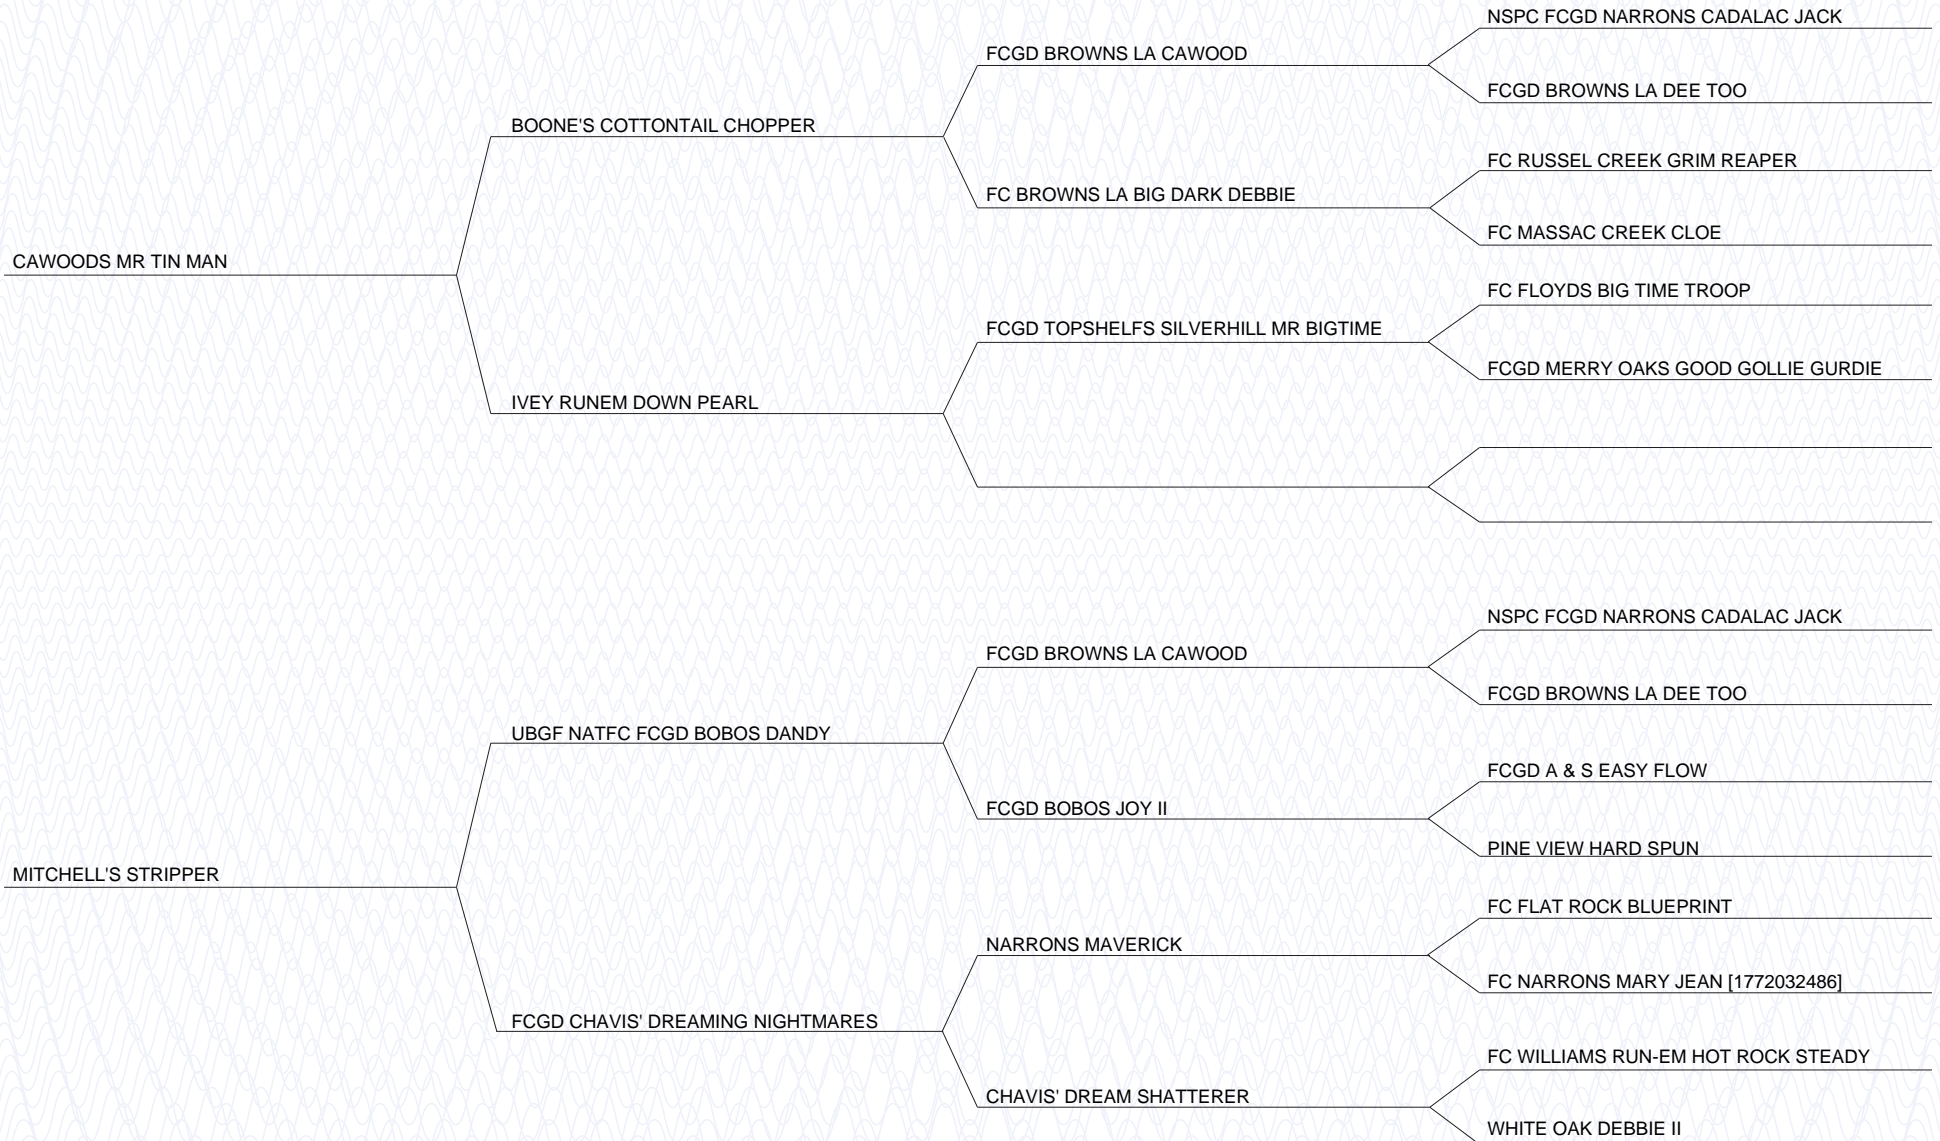 NSPC FCGD NARRONS CADALAC JACK
FCGD BROWNS LA CAWOOD
FCGD BROWNS LA DEE TOO
BOONE'S COTTONTAIL CHOPPER
FC RUSSEL CREEK GRIM REAPER
FC BROWNS LA BIG DARK DEBBIE
FC MASSAC CREEK CLOE
CAWOODS MR TIN MAN
FC FLOYDS BIG TIME TROOP
FCGD TOPSHELFS SILVERHILL MR BIGTIME
FCGD MERRY OAKS GOOD GOLLIE GURDIE
IVEY RUNEM DOWN PEARL
NSPC FCGD NARRONS CADALAC JACK
FCGD BROWNS LA CAWOOD
FCGD BROWNS LA DEE TOO
UBGF NATFC FCGD BOBOS DANDY
FCGD A & S EASY FLOW
FCGD BOBOS JOY II
PINE VIEW HARD SPUN
MITCHELL'S STRIPPER
FC FLAT ROCK BLUEPRINT
NARRONS MAVERICK
FC NARRONS MARY JEAN [1772032486]
FCGD CHAVIS' DREAMING NIGHTMARES
FC WILLIAMS RUN-EM HOT ROCK STEADY
CHAVIS' DREAM SHATTERER
WHITE OAK DEBBIE II